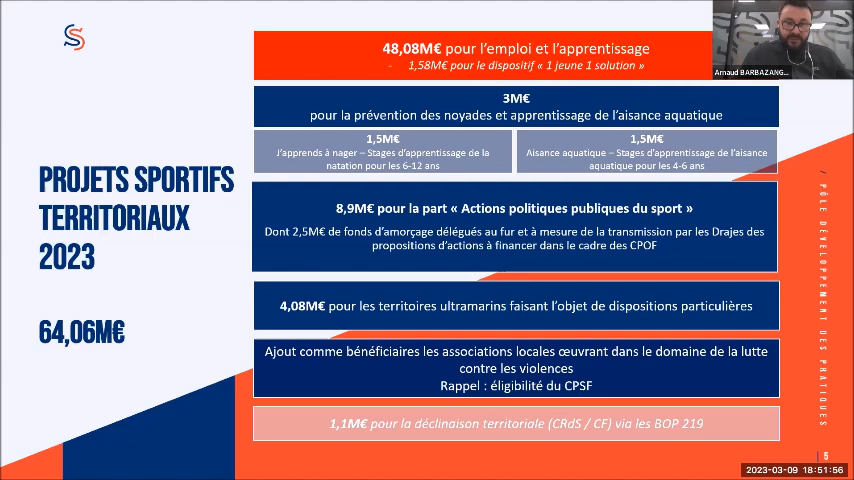 PROJETS SPORTIFS
TERRITORIAUX
2023
64,06M€
48,08M€ pour l'emploi et l'apprentissage
- 1,58M€ pour le dispositif « 1 jeune 1 solution »
3M€
pour la prévention des noyades et apprentissage de l'aisance aquatique
1,5M€
J'apprends à nager – Stages d'apprentissage de la
natation pour les 6-12 ans
1,5M€
Aisance aquatique – Stages d'apprentissage de l'aisance
aquatique pour les 4-6 ans
8,9M€ pour la part « Actions politiques publiques du sport »
Dont 2,5M€ de fonds d'amorçage délégués au fur et à mesure de la transmission par les Drajes des
propositions d'actions à financer dans le cadre des CPOF
4,08M€ pour les territoires ultramarins faisant l'objet de dispositions particulières
Ajout comme bénéficiaires les associations locales œuvrant dans le domaine de la lutte
contre les violences
Rappel : éligibilité du CPSF
1,1M€ pour la déclinaison territoriale (CRdS / CF) via les BOP 219
Arnaud BARBAZANG...
/ PÔLE DÉVELOPPEMENT DES PRATIQUES
| 5
2023-03-09 18:51:56